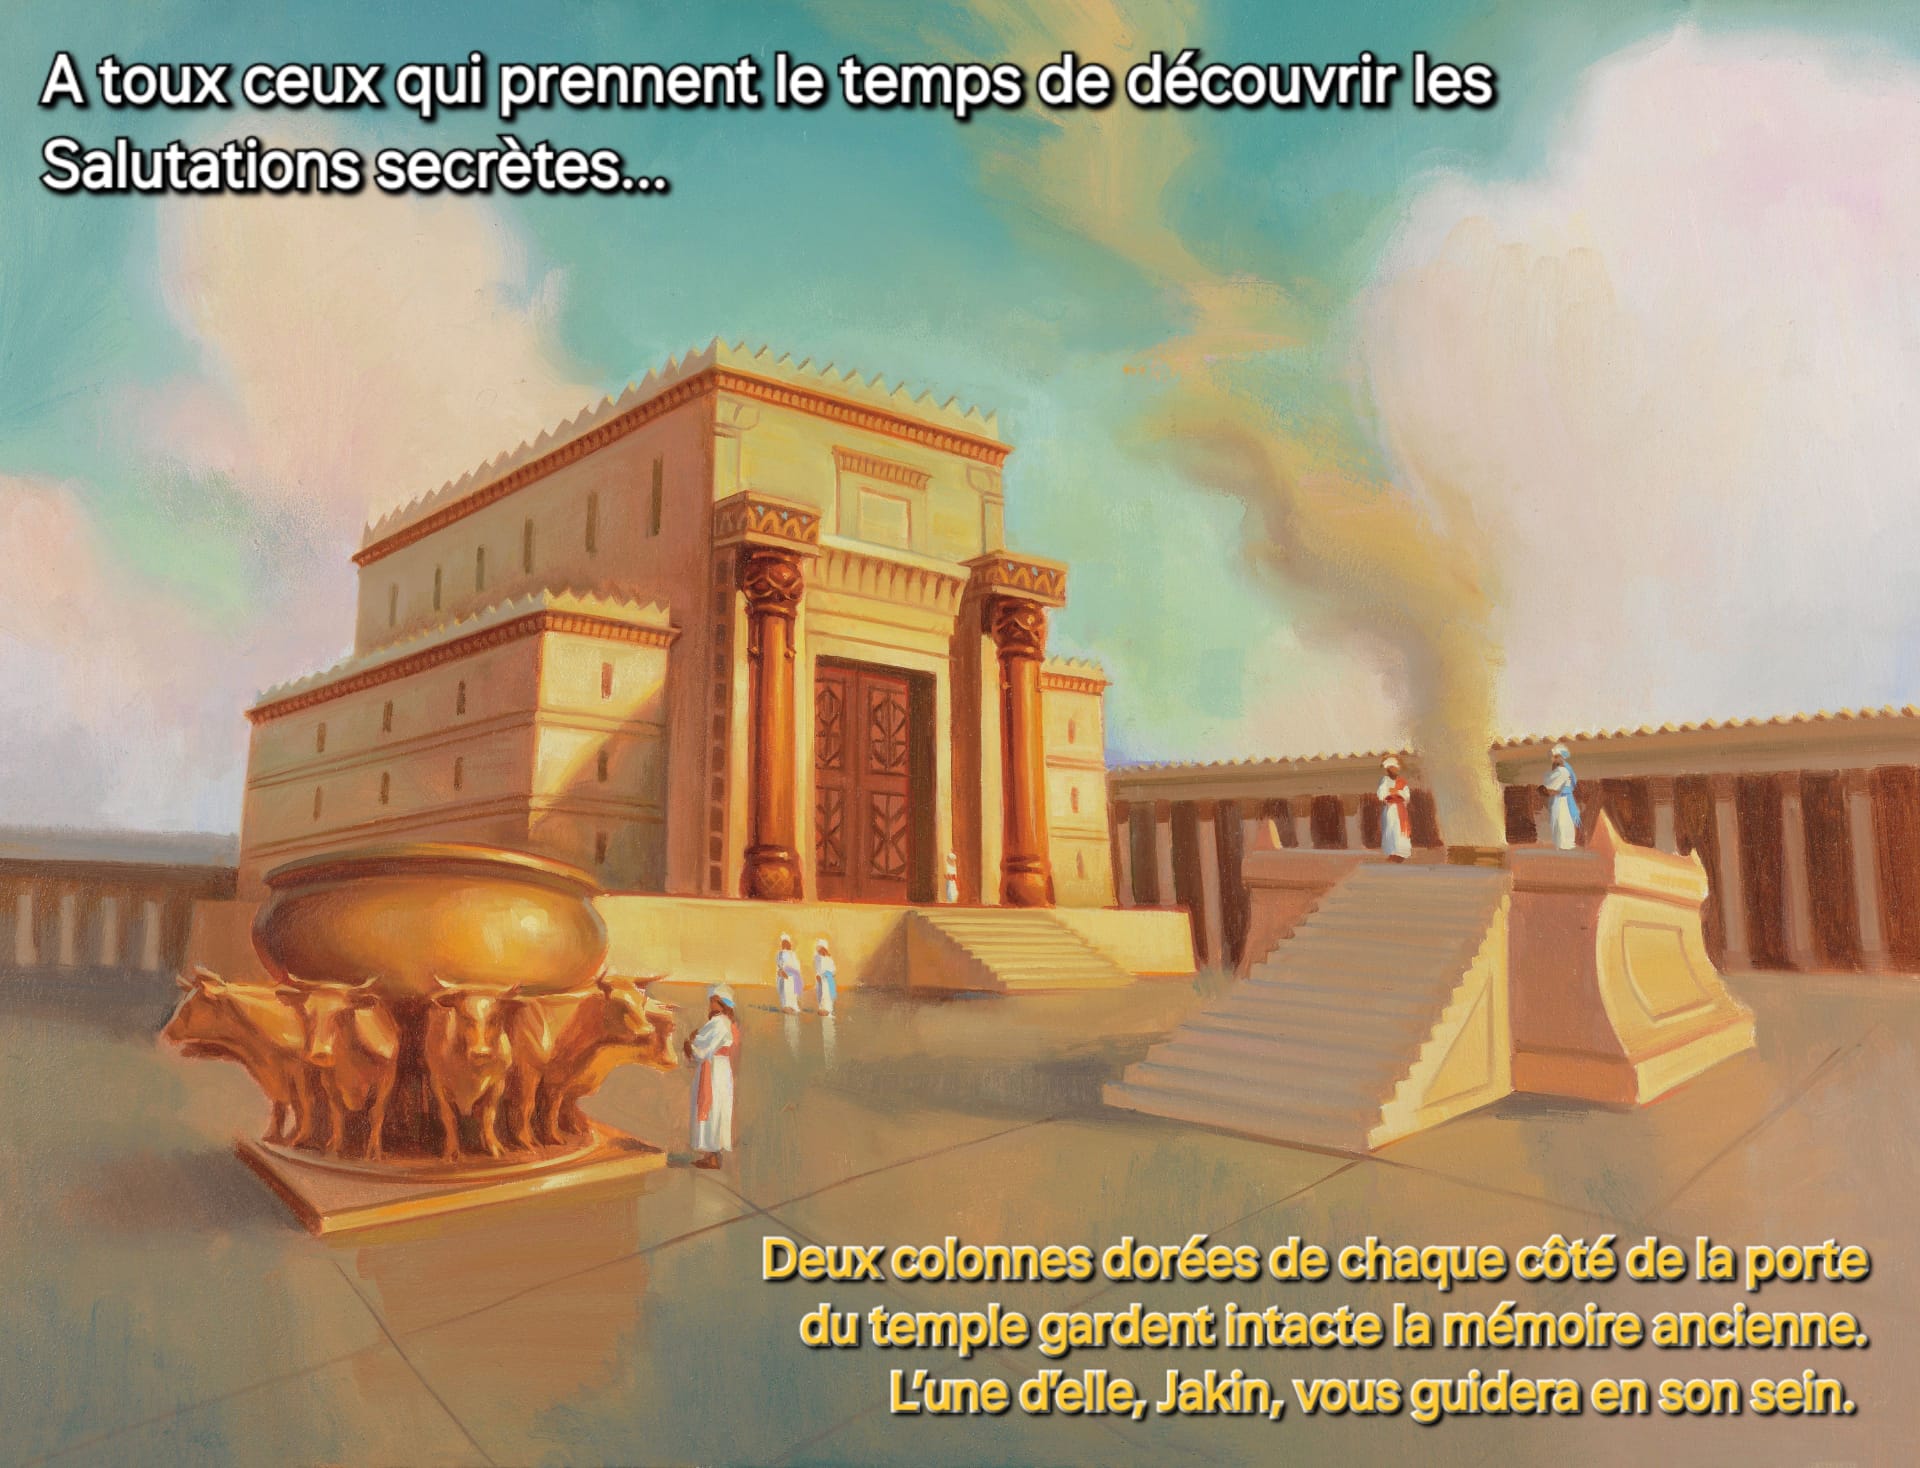 A toux ceux qui prennent le temps de découvrir les
Salutations secrètes...
Deux colonnes dorées de chaque côté de la porte
du temple gardent intacte la mémoire ancienne.
L'une d'elle, Jakin, vous guidera en son sein.